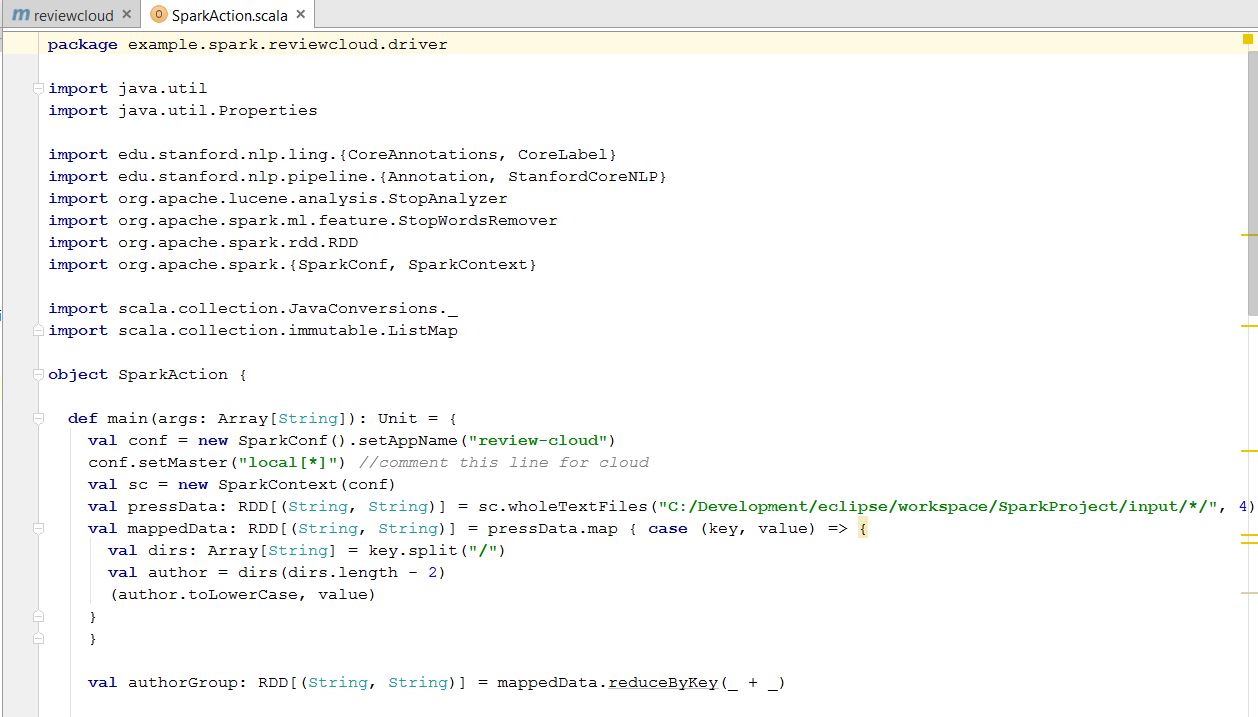 m reviewcloud × O SparkAction.scala ×
package example.spark.reviewcloud.driver
import java.util
import java.util.Properties
import edu.stanford.nlp.ling.{CoreAnnotations, CoreLabel}
import edu.stanford.nlp.pipeline.{Annotation, StanfordCoreNLP}
import org.apache.lucene.analysis.StopAnalyzer
import org.apache.spark.ml.feature.StopWordsRemover
import org.apache.spark.rdd.RDD
import org.apache.spark.{SparkConf, SparkContext}
import scala.collection.JavaConversions._
import scala.collection.immutable.ListMap
object SparkAction {
def main(args: Array[String]): Unit = {
val conf = new SparkConf().setAppName("review-cloud")
conf.setMaster("local[*]") //comment this line for cloud
val sc = new SparkContext(conf)
val pressData: RDD[(String, String)] = sc.wholeTextFiles("C:/Development/eclipse/workspace/SparkProject/input/*/", 4)
val mappedData: RDD[(String, String)] = pressData.map { case (key, value) => {
val dirs: Array[String] = key.split("/")
val author = dirs(dirs.length - 2)
(author.toLowerCase, value)
}
}
val authorGroup: RDD[(String, String)] = mappedData.reduceByKey(_ + _)